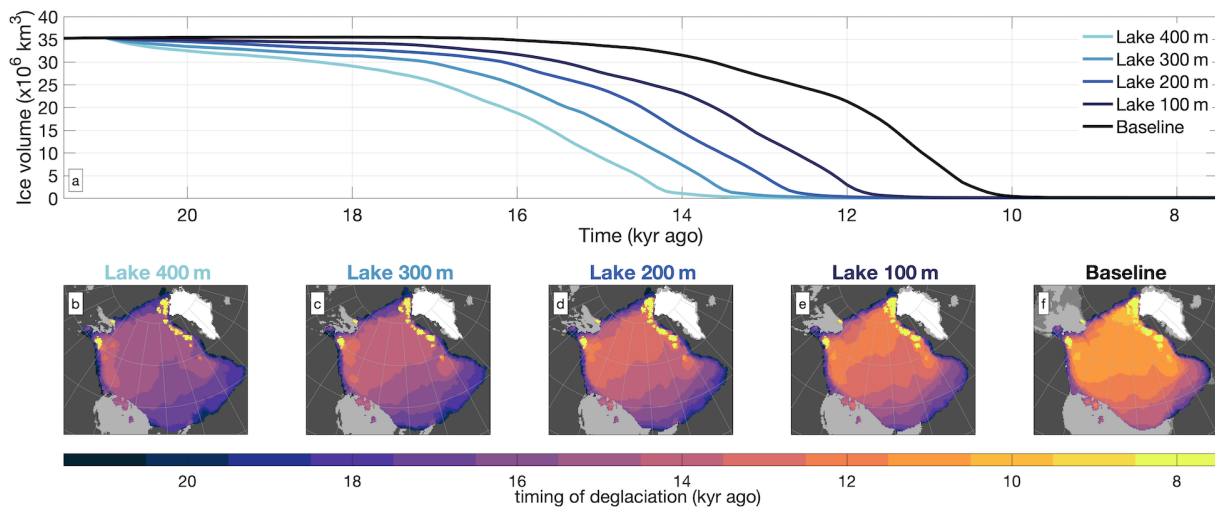 Ice volume (x10⁶ km³)
40
35
30
25
20
15
10
5
0
a
Lake 400 m
Lake 300 m
Lake 200 m
Lake 100 m
Baseline
20 18 16 14 12 10 8
Time (kyr ago)
Lake 400 m Lake 300 m Lake 200 m Lake 100 m Baseline
b c d e f
20 18 16 14 12 10 8
timing of deglaciation (kyr ago)